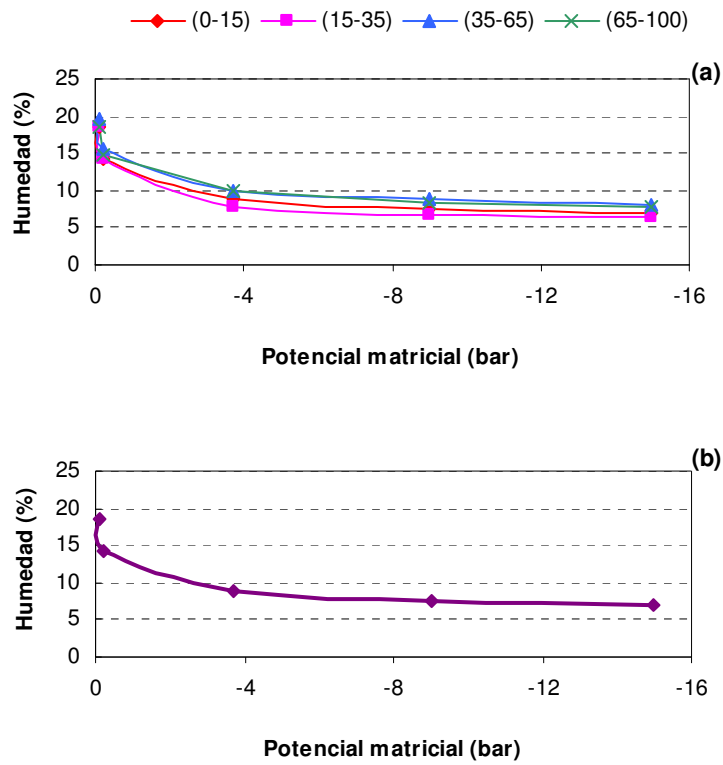 (0-15) (15-35) (35-65) (65-100)
(a)
Humedad (%)
25
20
15
10
5
0
0 -4 -8 -12 -16
Potencial matricial (bar)
(b)
Humedad (%)
25
20
15
10
5
0
0 -4 -8 -12 -16
Potencial matricial (bar)